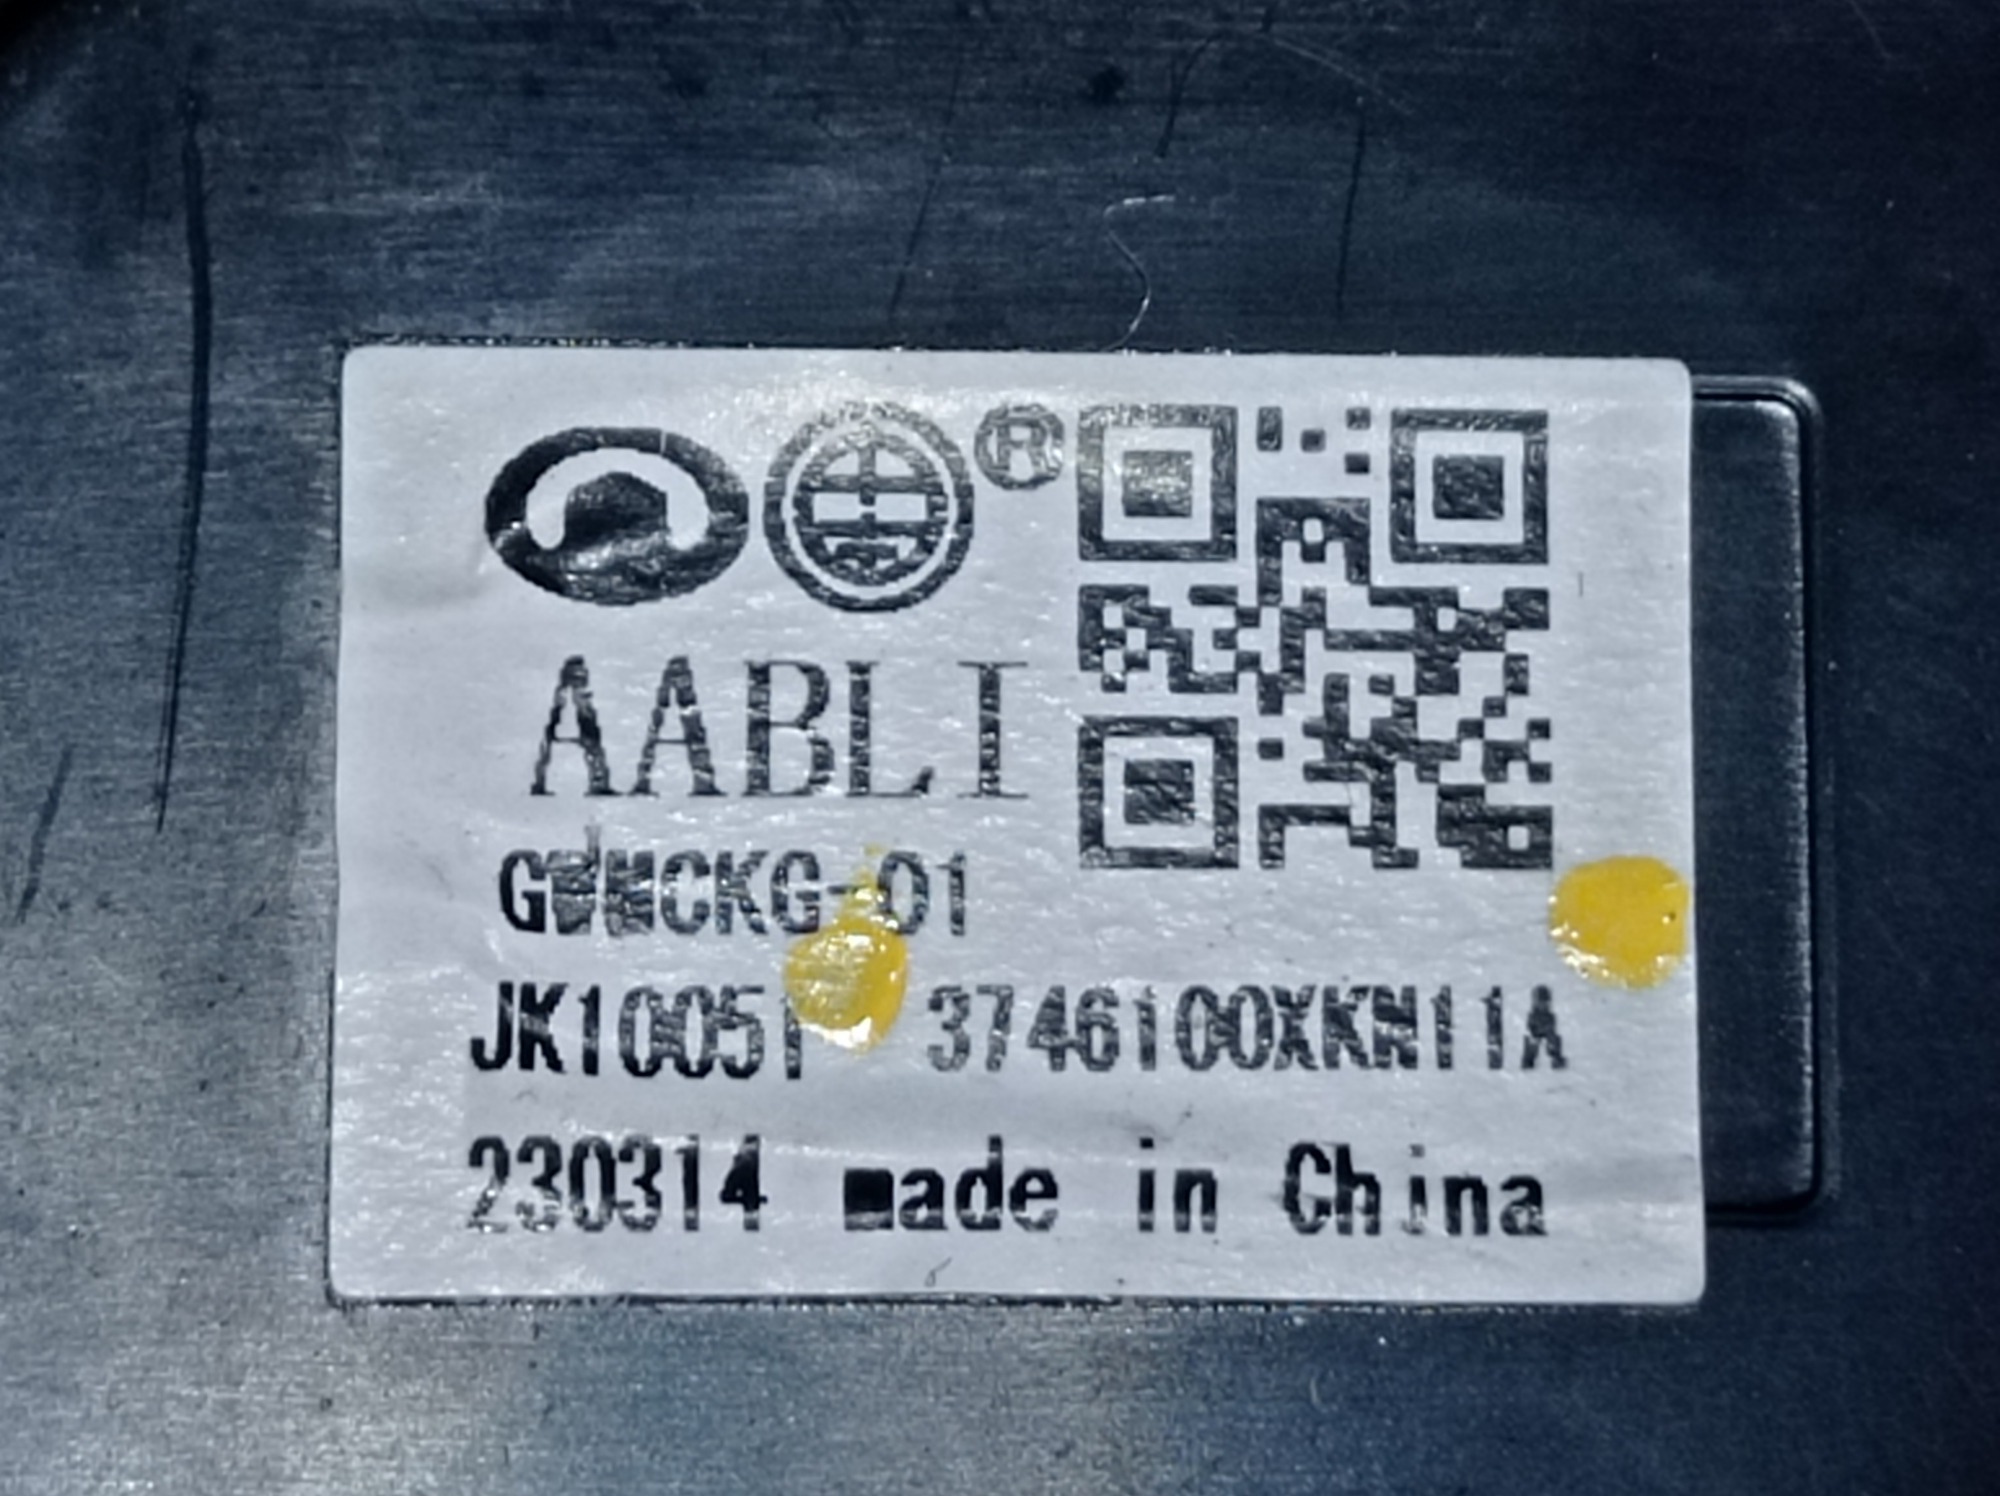 ®
AABLI
JK10051 3746100XKN11A
230314 made in China